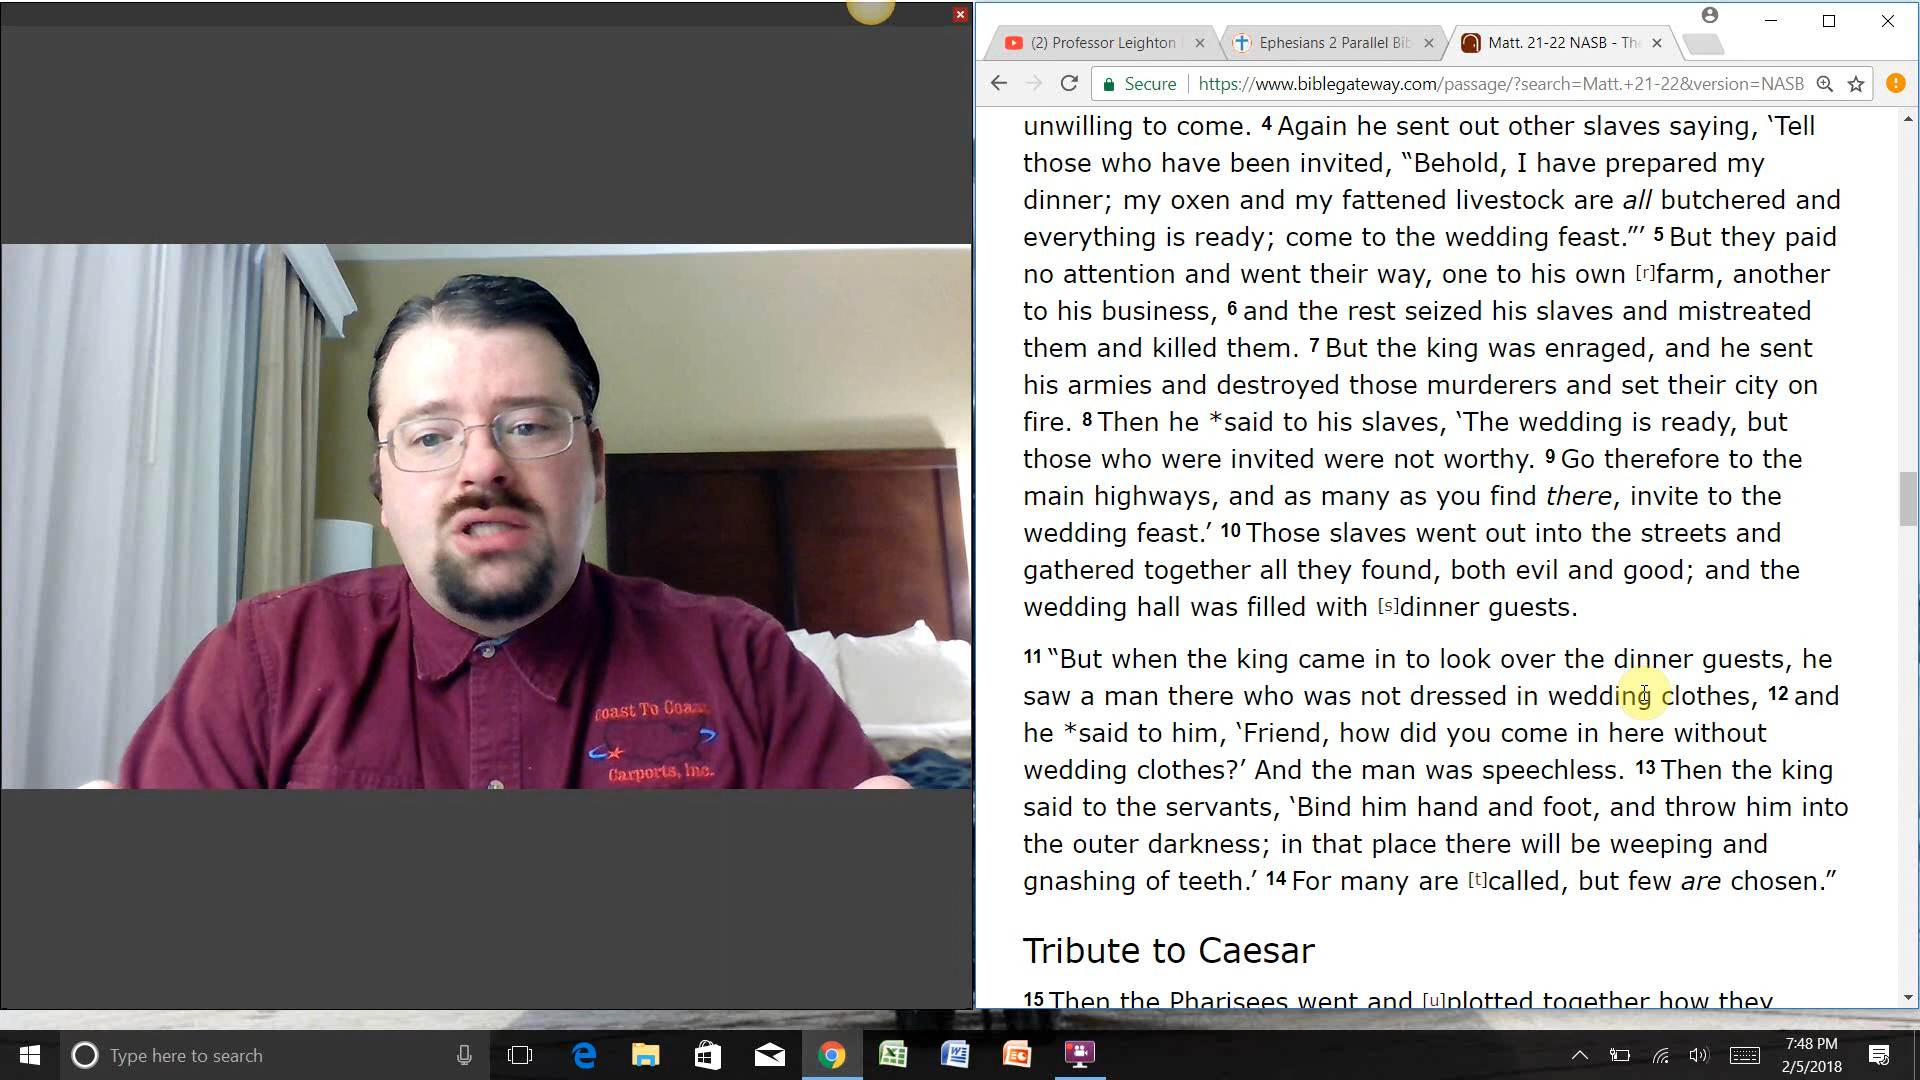 (2) Professor Leighton
Ephesians 2 Parallel Bib
Matt. 21-22 NASB - The
Secure
https://www.biblegateway.com/passage/?search=Matt.+21-22&version=NASB
unwilling to come. 4 Again he sent out other slaves saying, ‘Tell
those who have been invited, “Behold, I have prepared my
dinner; my oxen and my fattened livestock are all butchered and
everything is ready; come to the wedding feast.”’ 5 But they paid
no attention and went their way, one to his own [r]farm, another
to his business, 6 and the rest seized his slaves and mistreated
them and killed them. 7 But the king was enraged, and he sent
his armies and destroyed those murderers and set their city on
fire. 8 Then he *said to his slaves, ‘The wedding is ready, but
those who were invited were not worthy. 9 Go therefore to the
main highways, and as many as you find there, invite to the
wedding feast.’ 10 Those slaves went out into the streets and
gathered together all they found, both evil and good; and the
wedding hall was filled with [s]dinner guests.
11 “But when the king came in to look over the dinner guests, he
saw a man there who was not dressed in wedding clothes, 12 and
he *said to him, ‘Friend, how did you come in here without
wedding clothes?’ And the man was speechless. 13 Then the king
said to the servants, ‘Bind him hand and foot, and throw him into
the outer darkness; in that place there will be weeping and
gnashing of teeth.’ 14 For many are [t]called, but few are chosen.”
Tribute to Caesar
15 Then the Pharisees went and [u]plotted together how they
Coast To Coast
Carports, Inc.
Type here to search
7:48 PM
2/5/2018